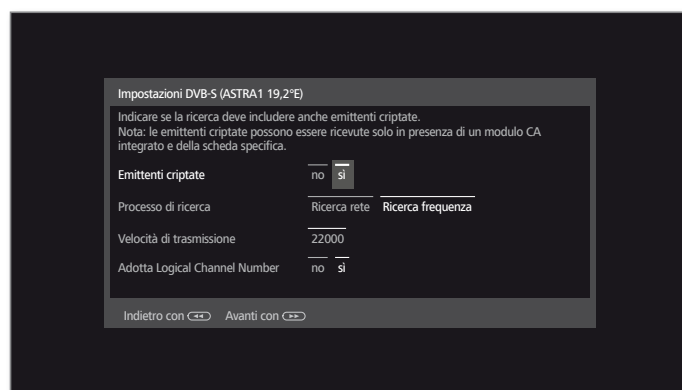 Impostazioni DVB-S (ASTRA1 19,2°E)
Indicare se la ricerca deve includere anche emittenti criptate.
Nota: le emittenti criptate possono essere ricevute solo in presenza di un modulo CA
integrato e della scheda specifica.
Emittenti criptate no sì
Processo di ricerca Ricerca rete Ricerca frequenza
Velocità di trasmissione 22000
Adotta Logical Channel Number no sì
Indietro con Avanti con